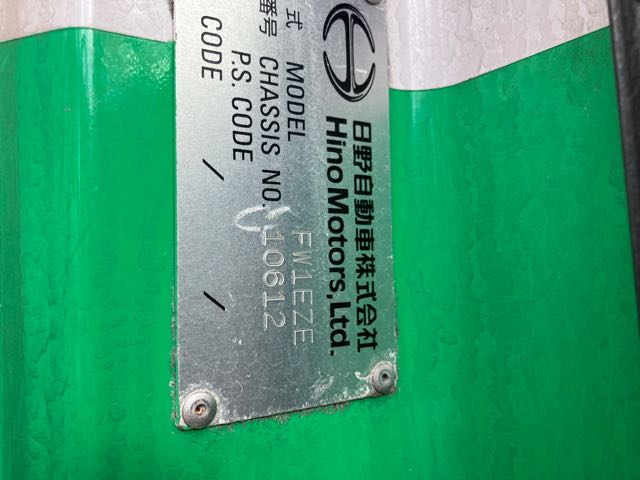 日野自動車株式会社
Hino Motors, Ltd.
式 MODEL FW1EZE
番号 CHASSIS NO. 10612
P.S. CODE
CODE / /